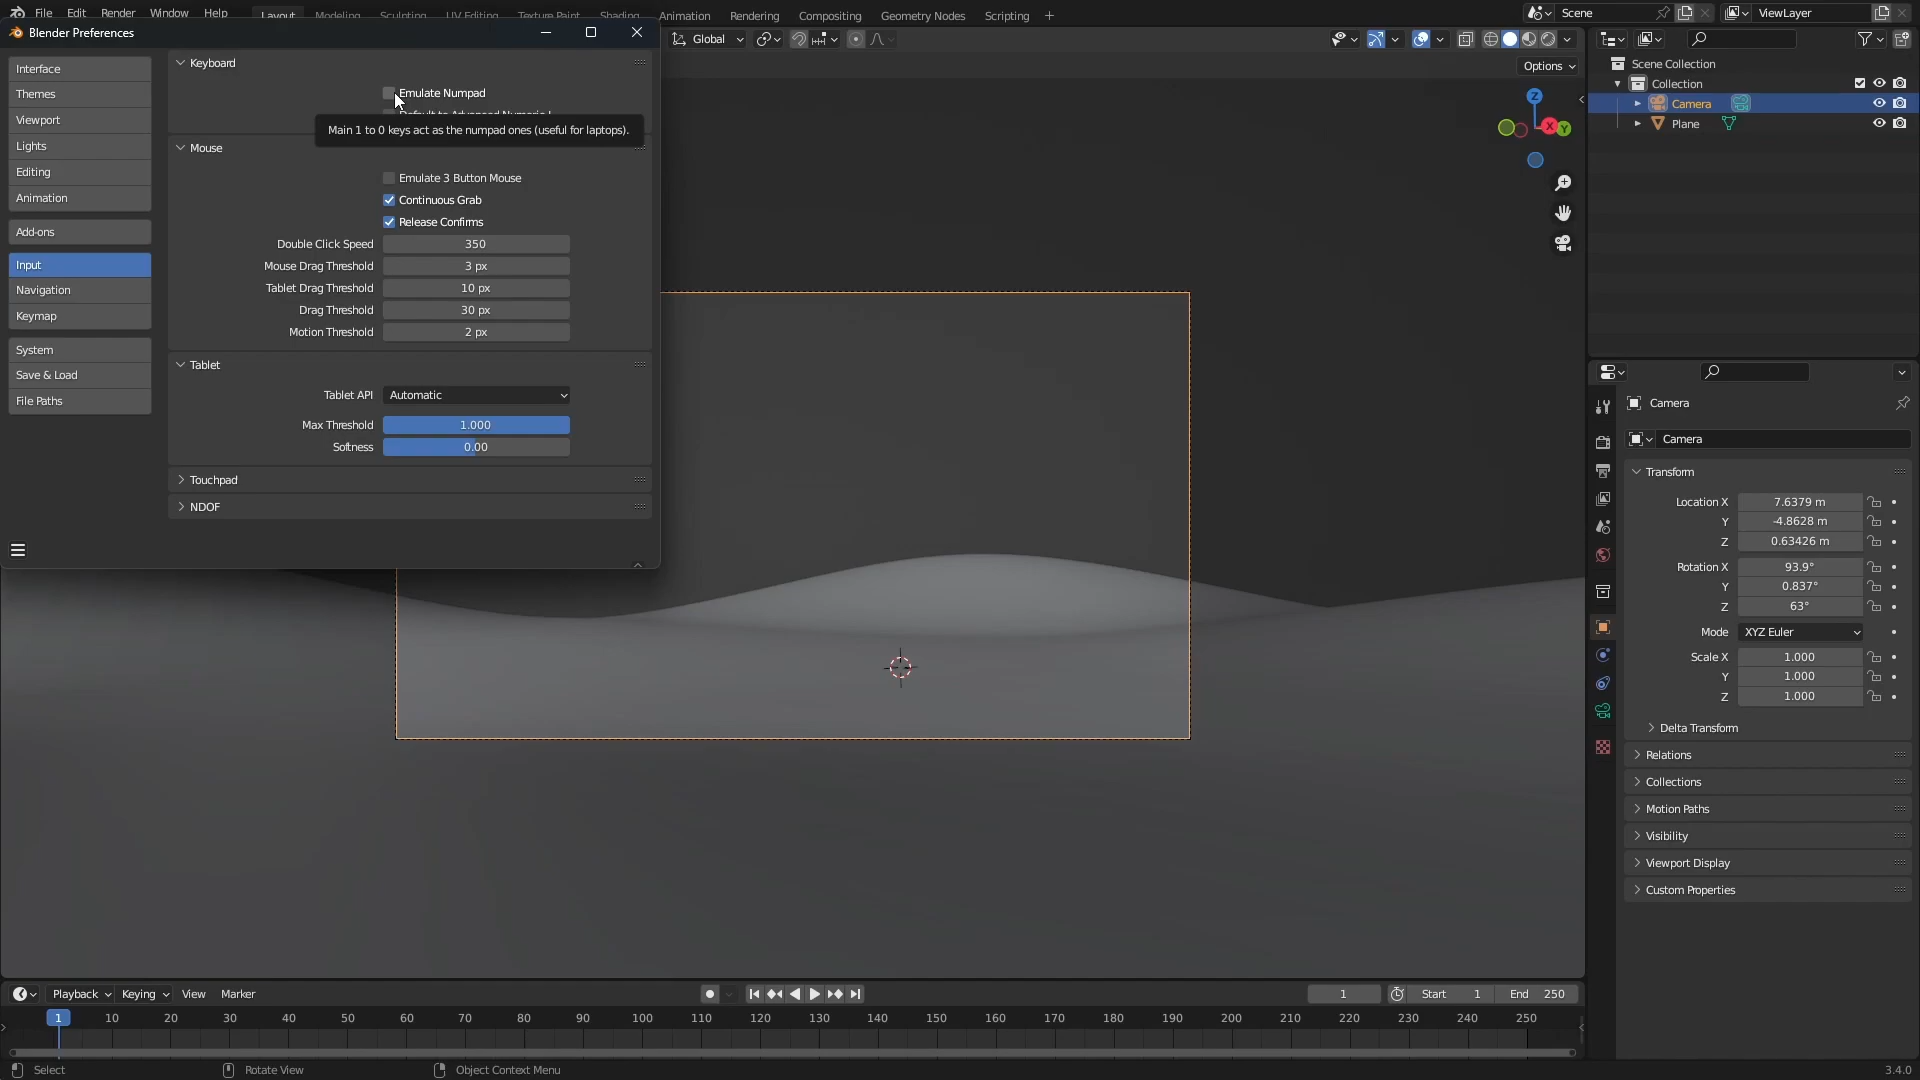 File Edit Render Window Help Layout Modeling Sculpting UV Editing Texture Paint Shading Animation Rendering Compositing Geometry Nodes Scripting +
Scene
ViewLayer
Blender Preferences
Global
Options
Interface
Themes
Viewport
Lights
Editing
Animation
Add-ons
Input
Navigation
Keymap
System
Save & Load
File Paths
Keyboard
Emulate Numpad
Main 1 to 0 keys act as the numpad ones (useful for laptops).
Mouse
Emulate 3 Button Mouse
Continuous Grab
Release Confirms
Double Click Speed 350
Mouse Drag Threshold 3 px
Tablet Drag Threshold 10 px
Drag Threshold 30 px
Motion Threshold 2 px
Tablet
Tablet API Automatic
Max Threshold 1.000
Softness 0.00
Touchpad
NDOF
Z
X
Y
Scene Collection
Collection
Camera
Plane
Camera
Camera
Transform
Location X 7.6379 m
Y -4.8628 m
Z 0.63426 m
Rotation X 93.9°
Y 0.837°
Z 63°
Mode XYZ Euler
Scale X 1.000
Y 1.000
Z 1.000
Delta Transform
Relations
Collections
Motion Paths
Visibility
Viewport Display
Custom Properties
Playback Keying View Marker
1 Start 1 End 250
1 10 20 30 40 50 60 70 80 90 100 110 120 130 140 150 160 170 180 190 200 210 220 230 240 250
Select Rotate View Object Context Menu
3.4.0